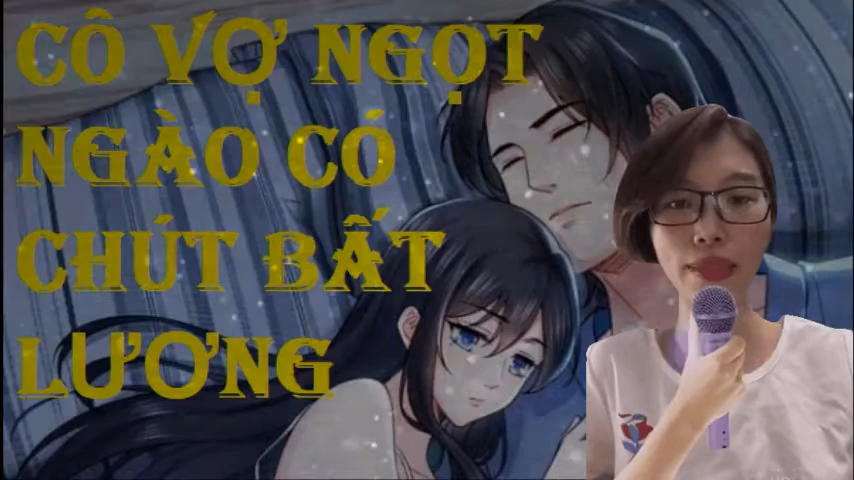 CÔ VỢ NGỌT
NGÀO CÓ
CHÚT BẤT
LƯƠNG